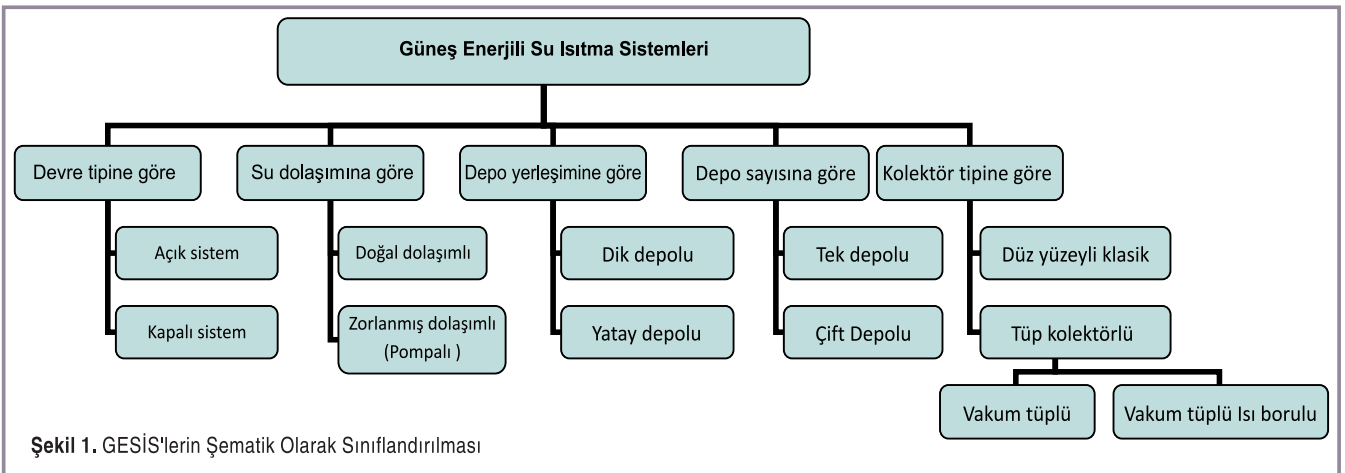 Güneş Enerjili Su Isıtma Sistemleri
Devre tipine göre
Su dolaşımına göre
Depo yerleşimine göre
Depo sayısına göre
Kolektör tipine göre
Açık sistem
Doğal dolaşımlı
Dik depolu
Tek depolu
Düz yüzeyli klasik
Kapalı sistem
Zorlanmış dolaşımlı
(Pompalı )
Yatay depolu
Çift Depolu
Tüp kolektörlü
Vakum tüplü
Vakum tüplü Isı borulu
Şekil 1. GESİS'lerin Şematik Olarak Sınıflandırılması